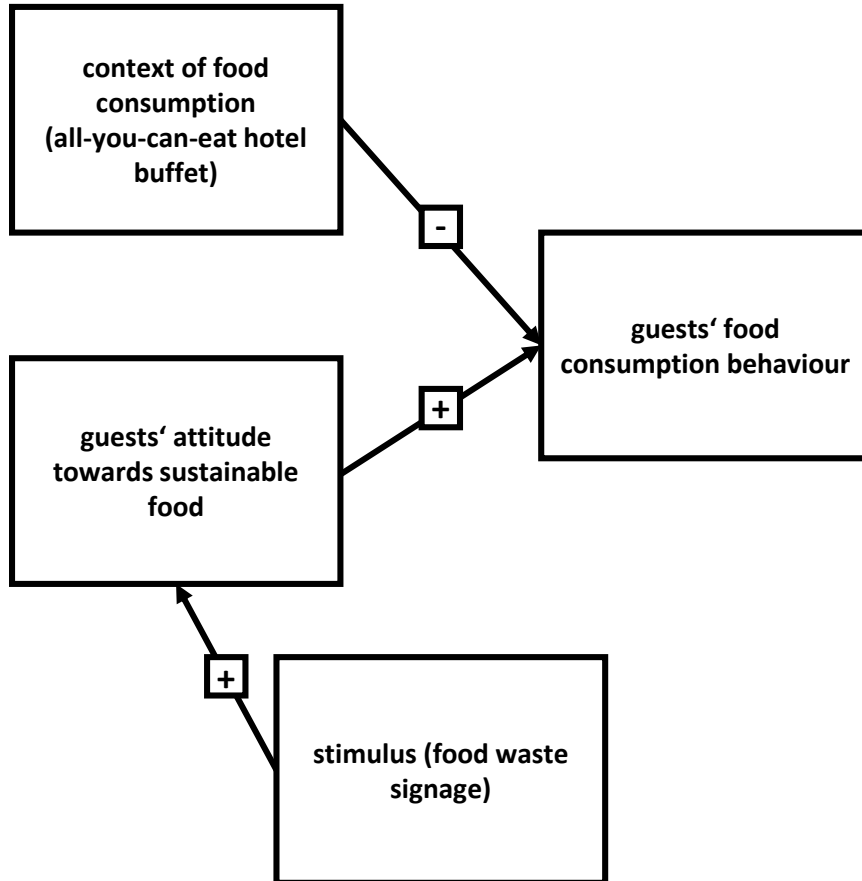 context of food
consumption
(all-you-can-eat hotel
buffet)
-
guests‘ food
consumption behaviour
+
guests‘ attitude
towards sustainable
food
+
stimulus (food waste
signage)